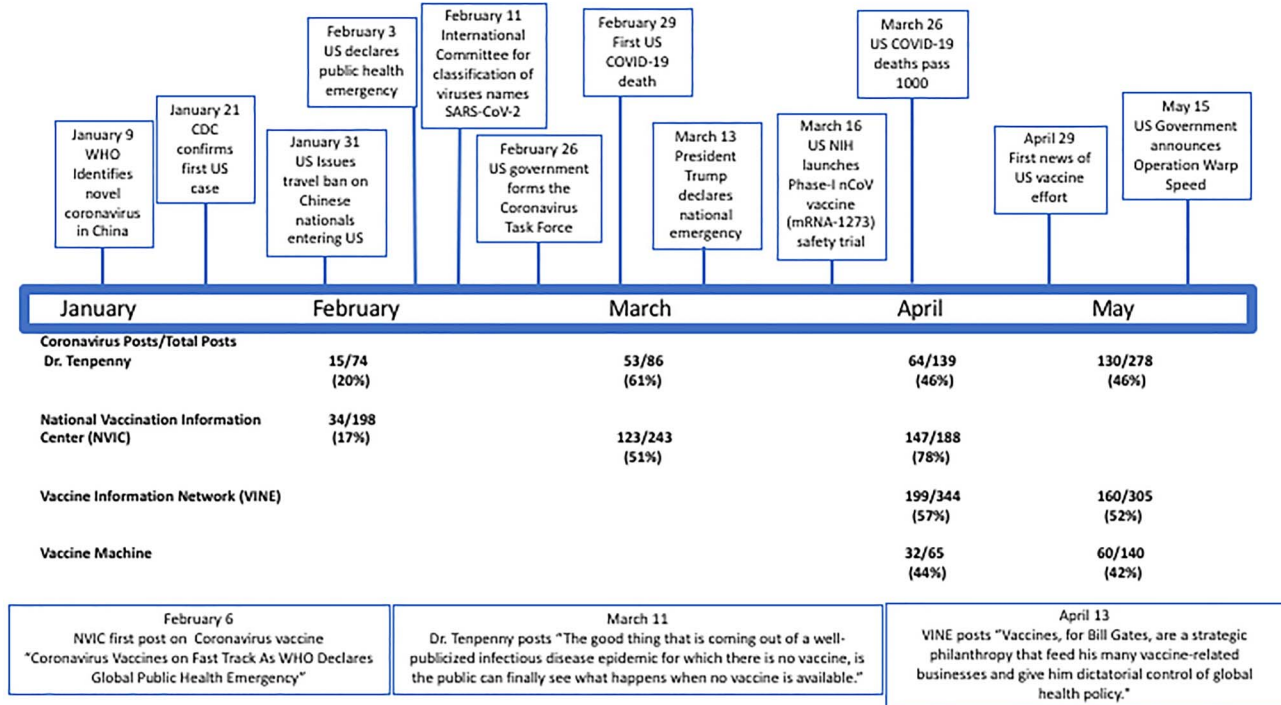 January 9
WHO
Identifies
novel
coronavirus
in China
January 21
CDC
confirms
first US
case
January 31
US Issues
travel ban on
Chinese
nationals
entering US
February 3
US declares
public health
emergency
February 11
International
Committee for
classification of
viruses names
SARS-CoV-2
February 26
US government
forms the
Coronavirus
Task Force
February 29
First US
COVID-19
death
March 13
President
Trump
declares
national
emergency
March 16
US NIH
launches
Phase-I nCoV
vaccine
(mRNA-1273)
safety trial
March 26
US COVID-19
deaths pass
1000
April 29
First news of
US vaccine
effort
May 15
US Government
announces
Operation Warp
Speed
January February March April May
Coronavirus Posts/Total Posts
Dr. Tenpenny 15/74 53/86 64/139 130/278
(20%) (61%) (46%) (46%)
National Vaccination Information 34/198
Center (NVIC) (17%) 123/243 147/188
(51%) (78%)
Vaccine Information Network (VINE) 199/344 160/305
(57%) (52%)
Vaccine Machine 32/65 60/140
(44%) (42%)
February 6
NVIC first post on Coronavirus vaccine
"Coronavirus Vaccines on Fast Track As WHO Declares
Global Public Health Emergency"
March 11
Dr. Tenpenny posts "The good thing that is coming out of a well-
publicized infectious disease epidemic for which there is no vaccine, is
the public can finally see what happens when no vaccine is available."
April 13
VINE posts "Vaccines, for Bill Gates, are a strategic
philanthropy that feed his many vaccine-related
businesses and give him dictatorial control of global
health policy."